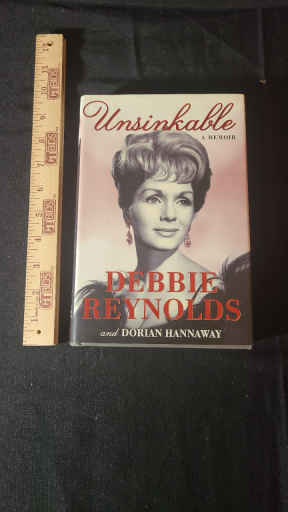 Unsinkable
A MEMOIR
DEBBIE
REYNOLDS
and DORIAN HANNAWAY